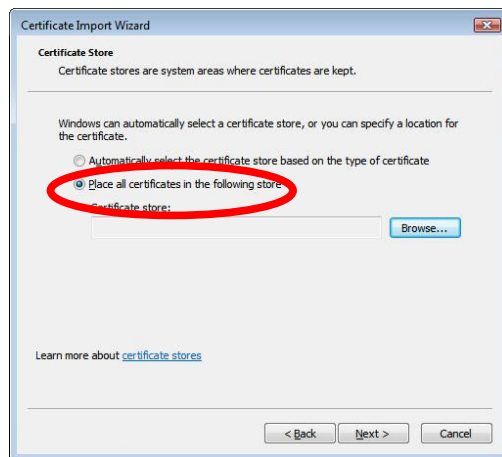 Certificate Import Wizard
Certificate Store
Certificate stores are system areas where certificates are kept.
Windows can automatically select a certificate store, or you can specify a location for
the certificate.
Automatically select the certificate store based on the type of certificate
Place all certificates in the following store
Certificate store:
Browse...
Learn more about certificate stores
< Back
Next >
Cancel